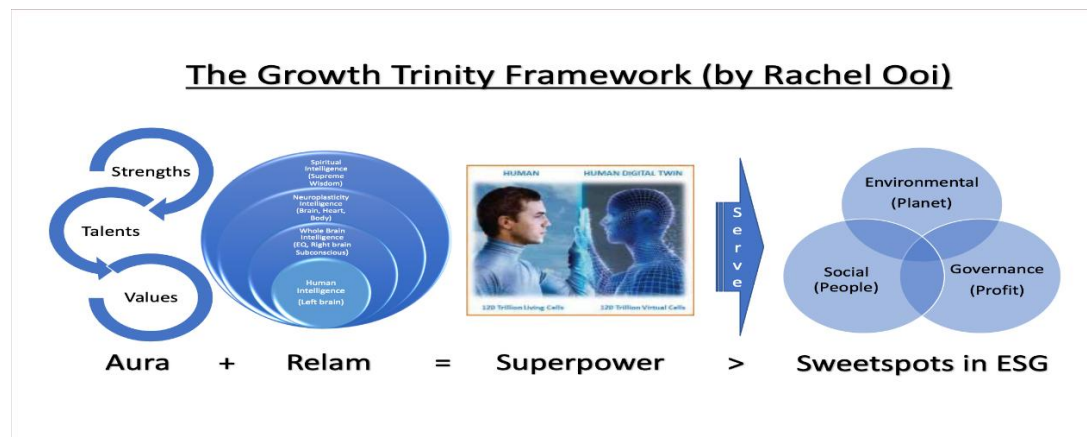 The Growth Trinity Framework (by Rachel Ooi)
Strengths
Talents
Values
Spiritual Intelligence
(Supreme
Wisdom)
Neuroplasticity
Intelligence
(Brain, Heart,
Body)
Whole Brain
Intelligence
(EQ, Right brain
Subconscious)
Human
Intelligence
(Left brain)
HUMAN
HUMAN DIGITAL TWIN
120 Trillion Living Cells
120 Trillion Virtual Cells
Serve
Environmental
(Planet)
Social
(People)
Governance
(Profit)
Aura + Relam = Superpower > Sweetspots in ESG